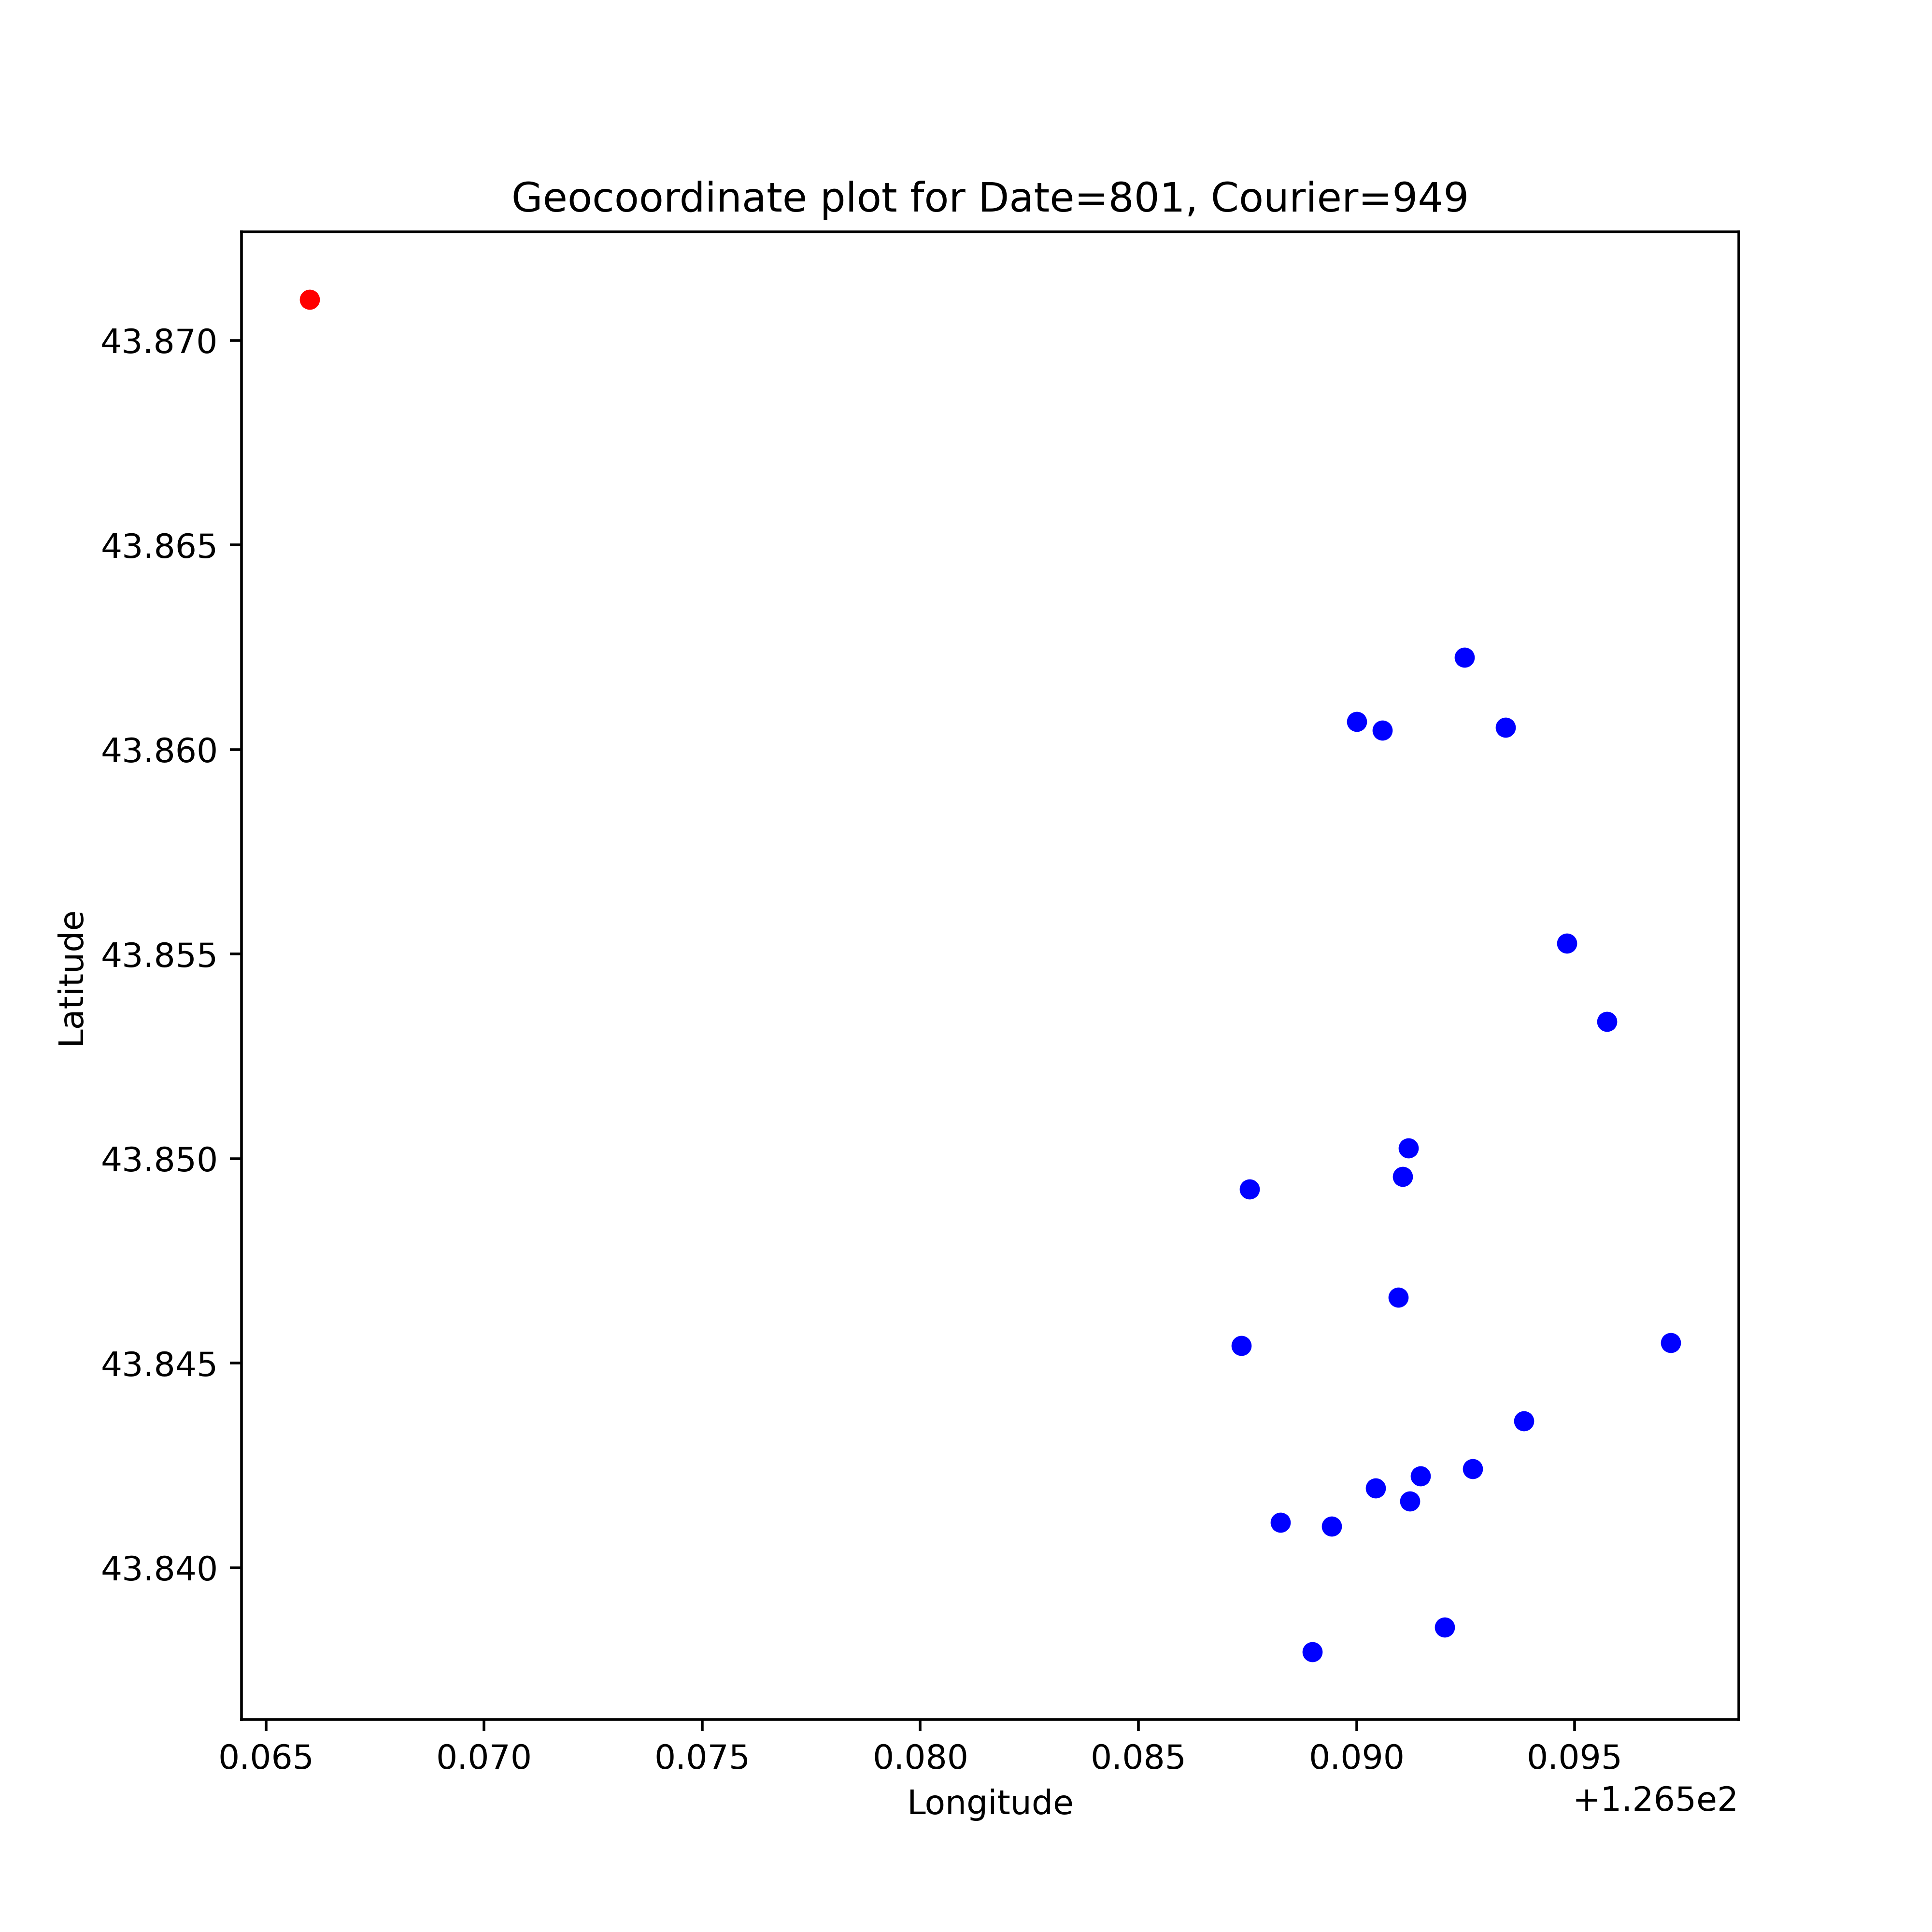 Geocoordinate plot for Date=801, Courier=949
43.870
43.865
43.860
43.855
43.850
43.845
43.840
Latitude
0.065 0.070 0.075 0.080 0.085 0.090 0.095
+1.265e2
Longitude